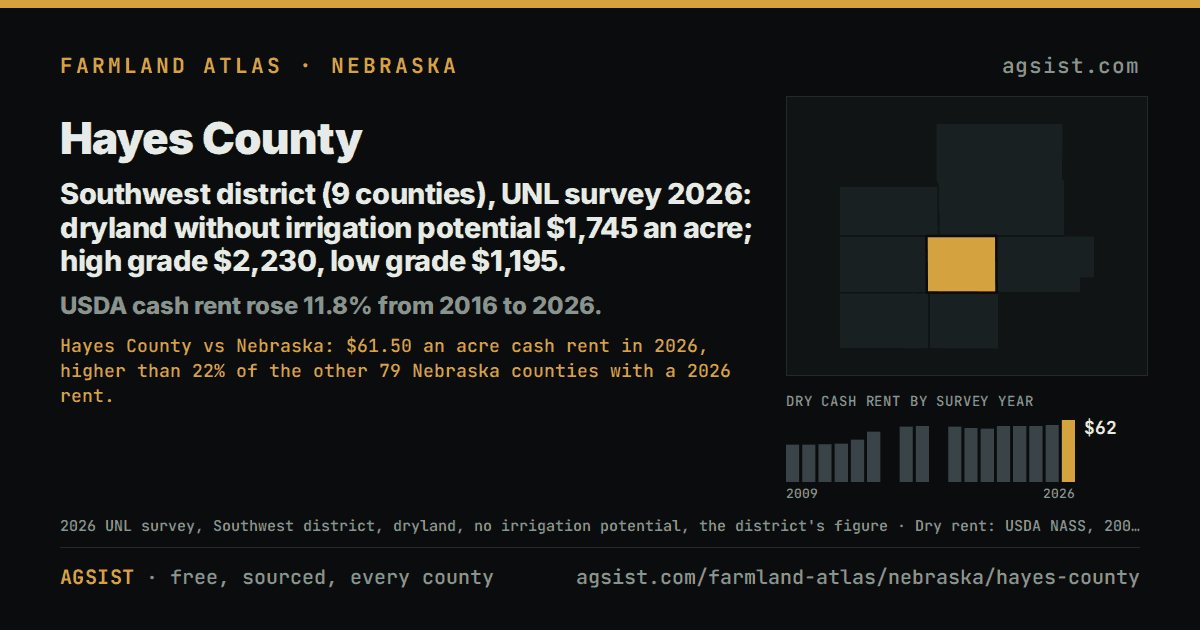 FARMLAND ATLAS · NEBRASKA
agsist.com
Hayes County
Southwest district (9 counties), UNL survey 2026:
dryland without irrigation potential $1,745 an acre;
high grade $2,230, low grade $1,195.
USDA cash rent rose 11.8% from 2016 to 2026.
Hayes County vs Nebraska: $61.50 an acre cash rent in 2026,
higher than 22% of the other 79 Nebraska counties with a 2026
rent.
DRY CASH RENT BY SURVEY YEAR
$62
2009
2026
2026 UNL survey, Southwest district, dryland, no irrigation potential, the district's figure · Dry rent: USDA NASS, 200…
AGSIST · free, sourced, every county
agsist.com/farmland-atlas/nebraska/hayes-county